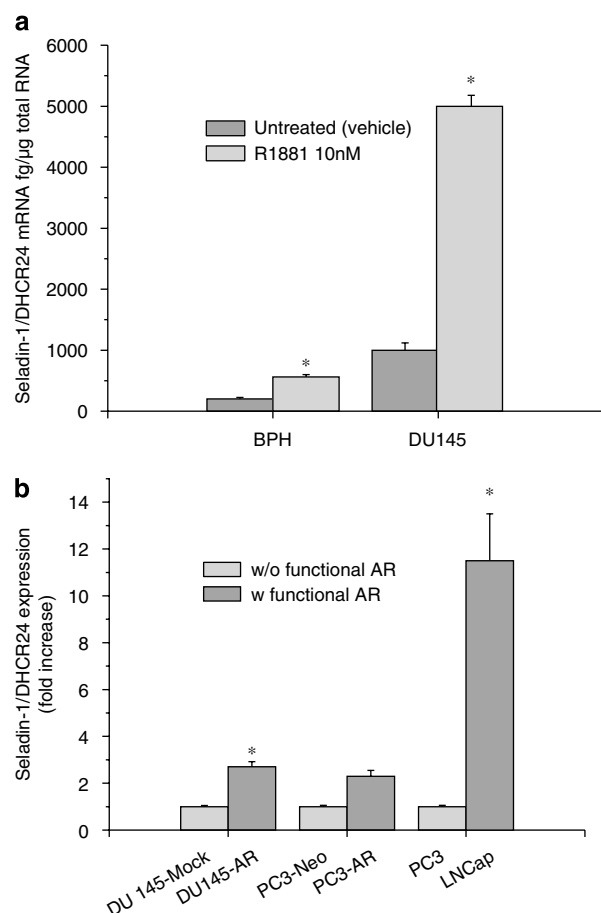 a
Seladin-1/DHCR24 mRNA fg/µg total RNA
6000
5000
4000
3000
2000
1000
0
Untreated (vehicle)
R1881 10nM
*
*
BPH
DU145
b
Seladin-1/DHCR24 expression
(fold increase)
14
12
10
8
6
4
2
0
w/o functional AR
w functional AR
*
*
DU 145-Mock
DU145-AR
PC3-Neo
PC3-AR
PC3
LNCap